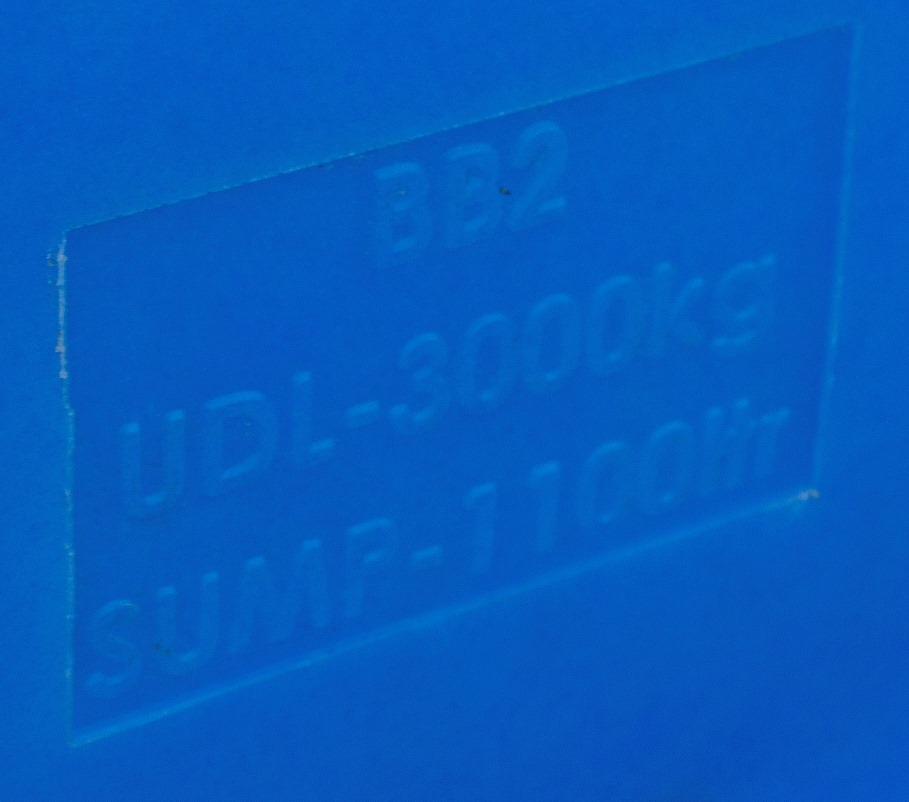 BB2
UDL-3000kg
SUMP-1100ltr